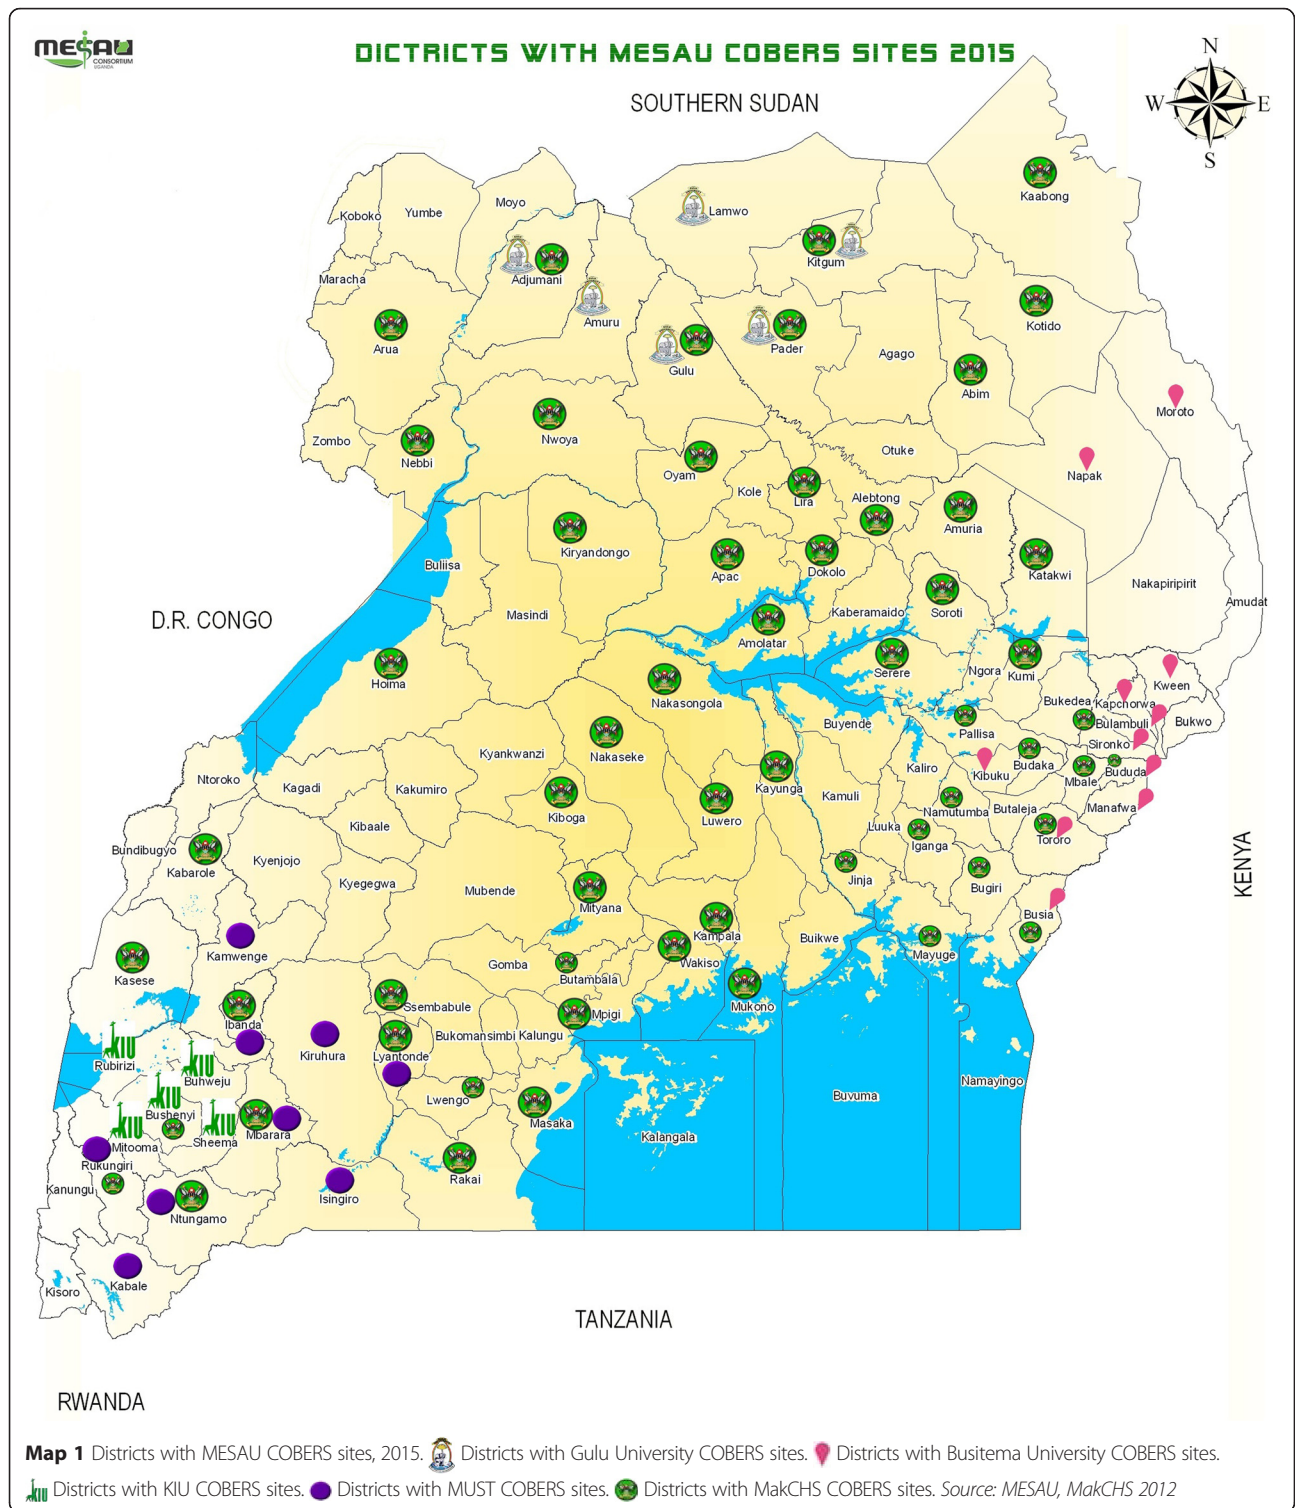 MESAU
CONSORTIUM
UGANDA
DICTRICTS WITH MESAU COBERS SITES 2015
N
W E
S
SOUTHERN SUDAN
Kaabong
Koboko
Yumbe
Moyo
Lamwo
Kitgum
Maracha
Adjumani
Amuru
Kotido
Arua
Gulu
Pader
Agago
Abim
Moroto
Zombo
Nebbi
Nwoya
Oyam
Otuke
Napak
Kole
Lira
Alebtong
Amuria
Kiryandongo
Buliisa
Apac
Dokolo
Katakwi
Nakapiripirit
Amudat
D.R. CONGO
Masindi
Amolatar
Kaberamaido
Soroti
Hoima
Nakasongola
Serere
Ngora
Kumi
Kween
Bukedea
Kapchorwa
Buyende
Pallisa
Bulambuli
Bukwo
Kyankwanzi
Nakaseke
Sironko
Ntoroko
Kagadi
Kakumiro
Kayunga
Kaliro
Kibuku
Budaka
Mbale
Bududa
Kiboga
Luwero
Kamuli
Namutumba
Butaleja
Manafwa
Kibaale
Luuka
Iganga
Tororo
Bundibugyo
Kabarole
Kyenjojo
KENYA
Kyegegwa
Mubende
Mityana
Jinja
Bugiri
Busia
Kamwenge
Kampala
Buikwe
Wakiso
Mayuge
Kasese
Gomba
Butambala
Mukono
Ibanda
Ssembabule
Mpigi
Bukomansimbi
Kalungu
Kiruhura
Lyantonde
KIU
Rubirizi
KIU
Buhweju
KIU
Bushenyi
Lwengo
Masaka
Buvuma
Namayingo
KIU
Mitooma
KIU
Sheema
Mbarara
Kalangala
Rukungiri
Kanungu
Isingiro
Rakai
Ntungamo
Kabale
Kisoro
TANZANIA
RWANDA
Map 1 Districts with MESAU COBERS sites, 2015. Districts with Gulu University COBERS sites. Districts with Busitema University COBERS sites.
KIU Districts with KIU COBERS sites. Districts with MUST COBERS sites. Districts with MakCHS COBERS sites. Source: MESAU, MakCHS 2012